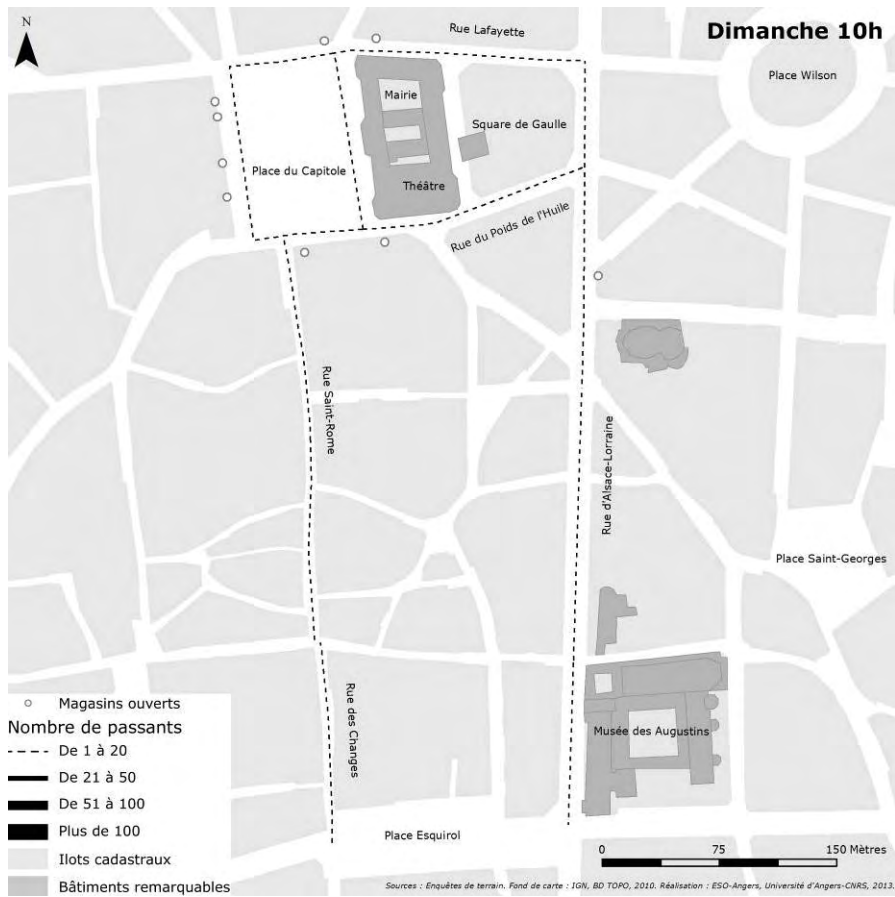 N
Rue Lafayette
Dimanche 10h
Place Wilson
Mairie
Square de Gaulle
Place du Capitole
Théâtre
Rue du Poids de l'Huile
Rue Saint-Rome
Rue d'Alsace-Lorraine
Place Saint-Georges
Rue des Changes
Musée des Augustins
Place Esquirol
Magasins ouverts
Nombre de passants
De 1 à 20
De 21 à 50
De 51 à 100
Plus de 100
Ilots cadastraux
Bâtiments remarquables
0 75 150 Mètres
Sources : Enquêtes de terrain. Fond de carte : IGN, BD TOPO, 2010. Réalisation : ESO-Angers, Université d'Angers-CNRS, 2013.